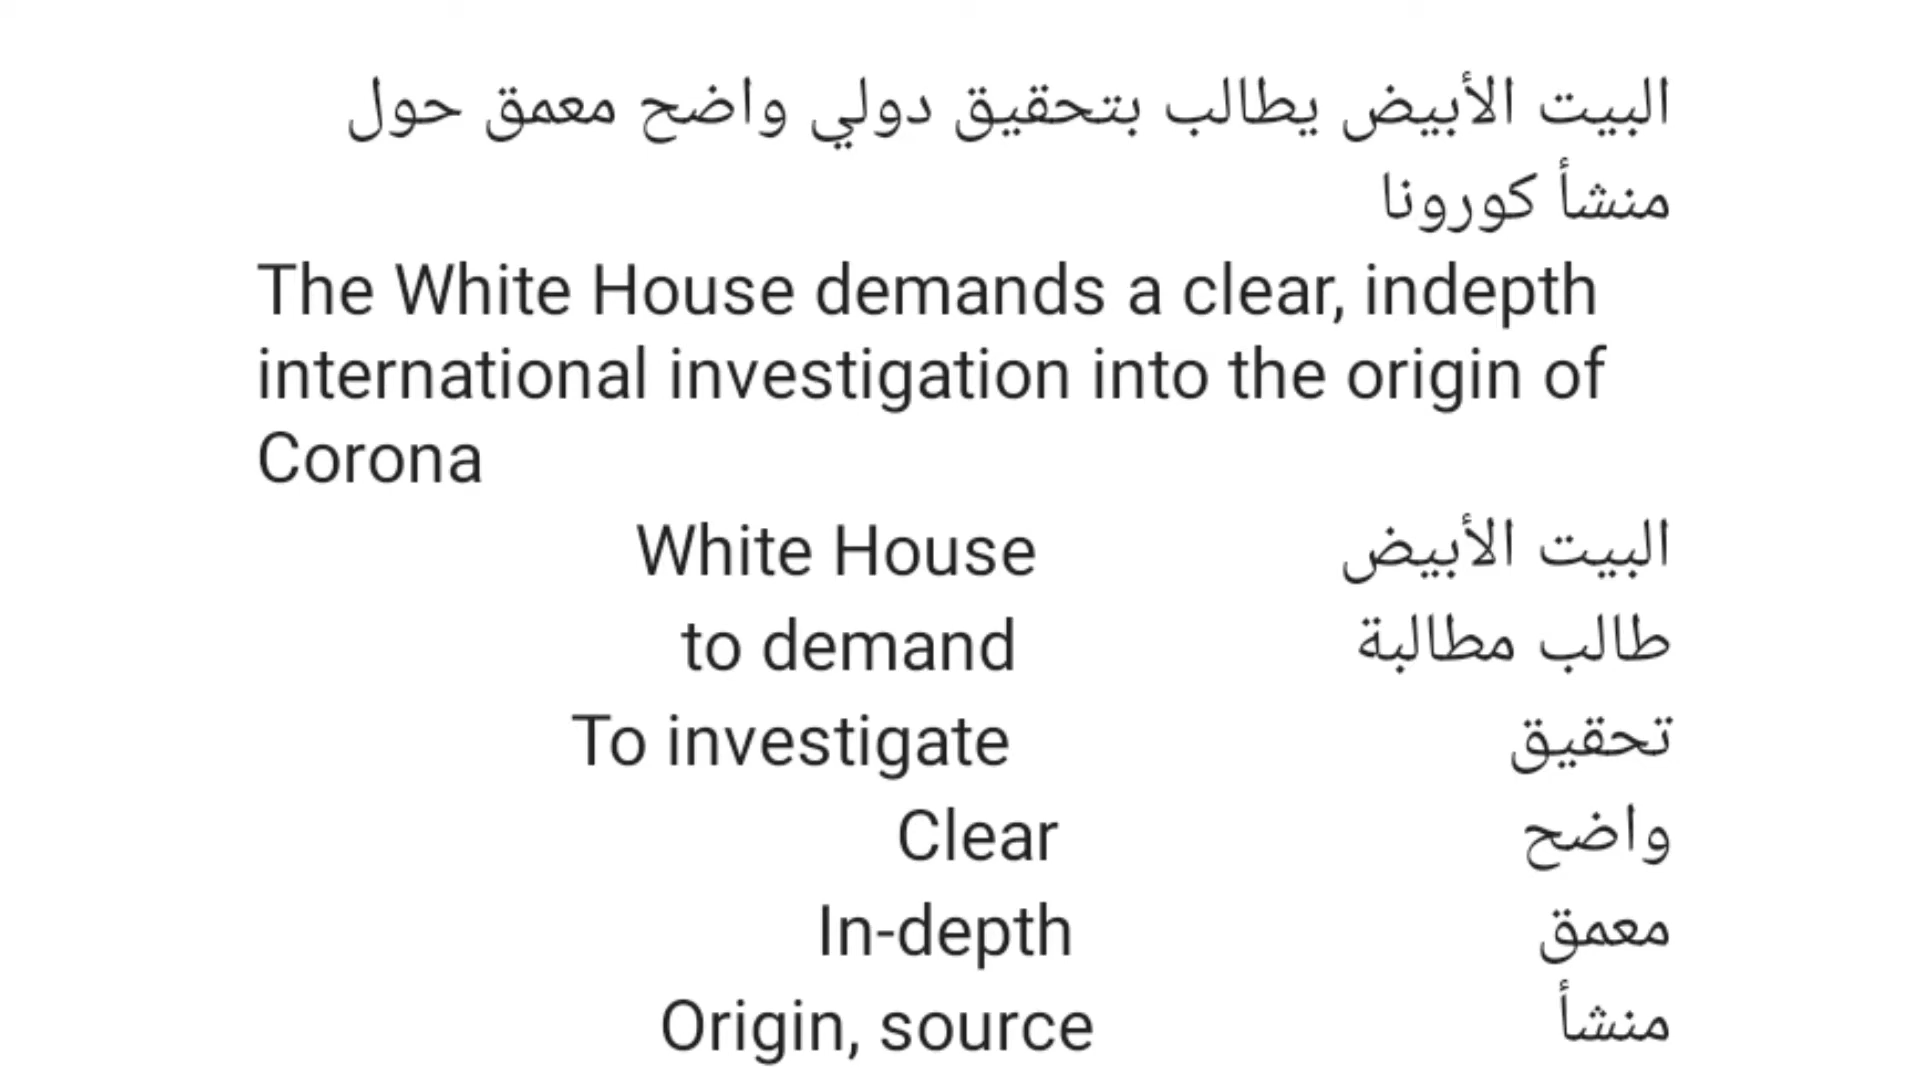 البيت الأبيض يطالب بتحقيق دولي واضح معمق حول
منشأ كورونا
The White House demands a clear, indepth
international investigation into the origin of
Corona
White House البيت الأبيض
to demand طالب مطالبة
To investigate تحقيق
Clear واضح
In-depth معمق
Origin, source منشأ